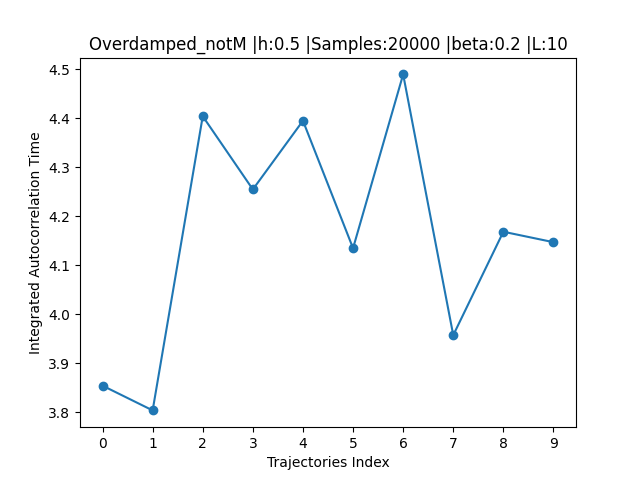 Overdamped_notM |h:0.5 |Samples:20000 |beta:0.2 |L:10
Integrated Autocorrelation Time
4.5
4.4
4.3
4.2
4.1
4.0
3.9
3.8
0 1 2 3 4 5 6 7 8 9
Trajectories Index